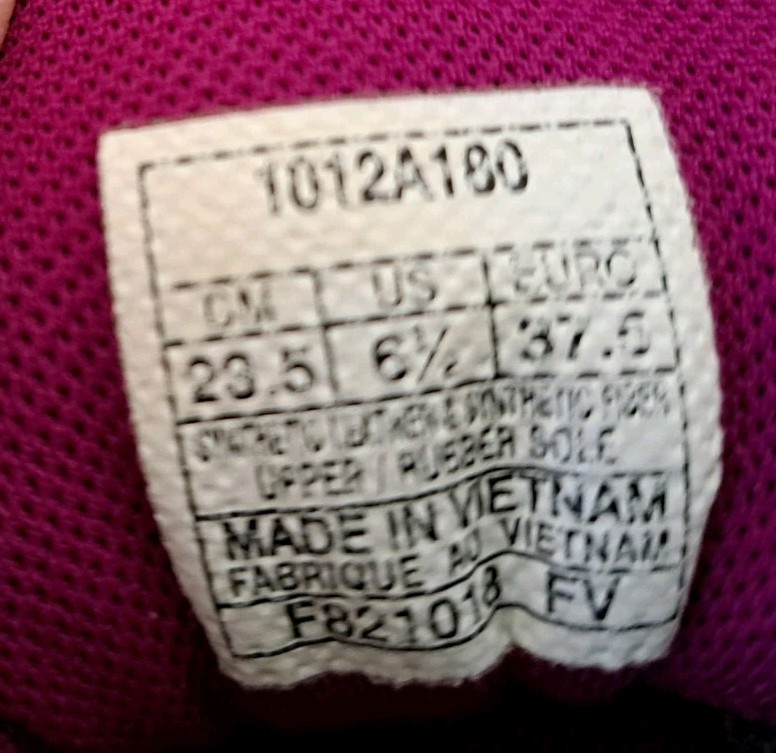 1012A160
CM US EURO
23.5 6½ 37.5
SYNTHETIC LEATHER & SYNTHETIC FIBER
UPPER / RUBBER SOLE
MADE IN VIETNAM
FABRIQUE AU VIETNAM
F821018 FV